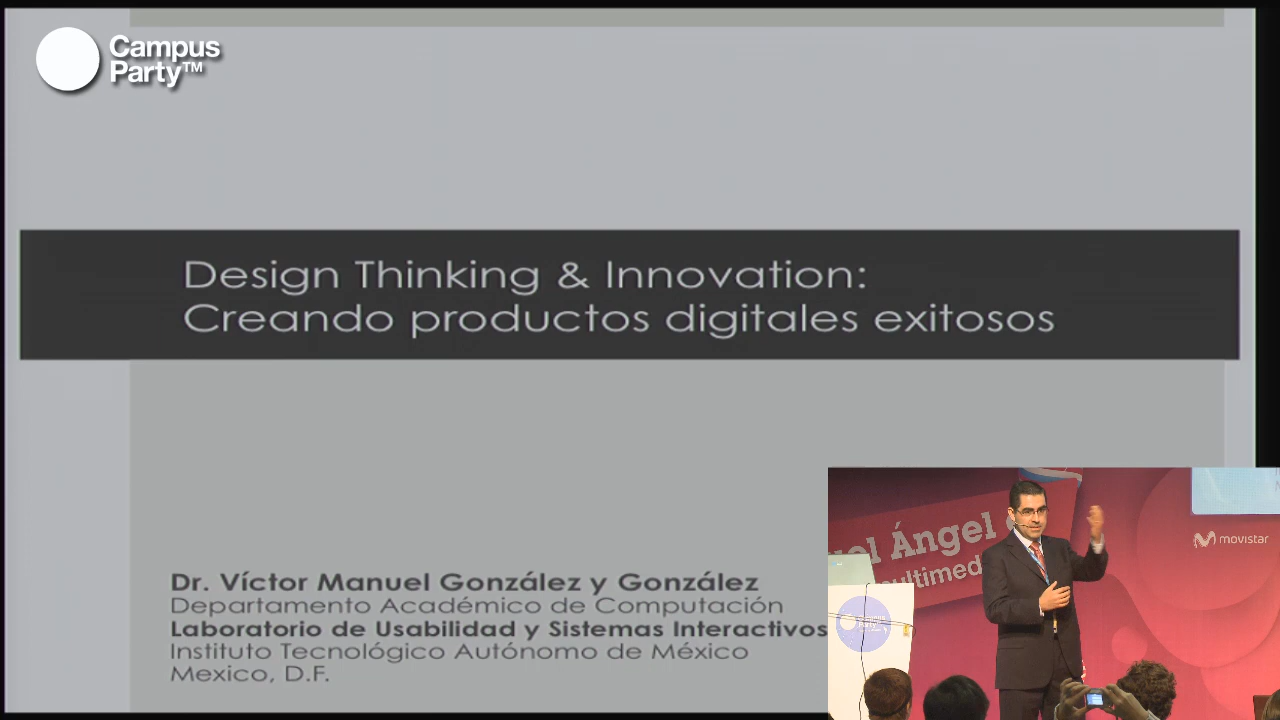 Campus
Party™
Design Thinking & Innovation:
Creando productos digitales exitosos
Dr. Víctor Manuel González y González
Departamento Académico de Computación
Laboratorio de Usabilidad y Sistemas Interactivos
Instituto Tecnológico Autónomo de México
Mexico, D.F.
Ángel
movistar